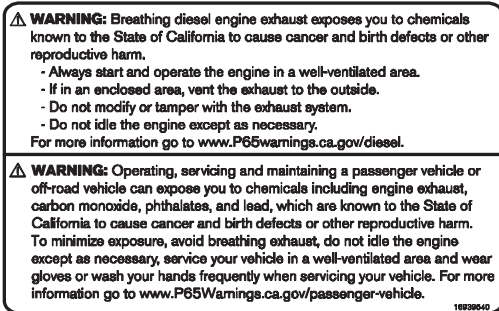 ⚠ WARNING: Breathing diesel engine exhaust exposes you to chemicals
known to the State of California to cause cancer and birth defects or other
reproductive harm.
- Always start and operate the engine in a well-ventilated area.
- If in an enclosed area, vent the exhaust to the outside.
- Do not modify or tamper with the exhaust system.
- Do not idle the engine except as necessary.
For more information go to www.P65warnings.ca.gov/diesel.
⚠ WARNING: Operating, servicing and maintaining a passenger vehicle or
off-road vehicle can expose you to chemicals including engine exhaust,
carbon monoxide, phthalates, and lead, which are known to the State of
California to cause cancer and birth defects or other reproductive harm.
To minimize exposure, avoid breathing exhaust, do not idle the engine
except as necessary, service your vehicle in a well-ventilated area and wear
gloves or wash your hands frequently when servicing your vehicle. For more
information go to www.P65Warnings.ca.gov/passenger-vehicle.
16939640